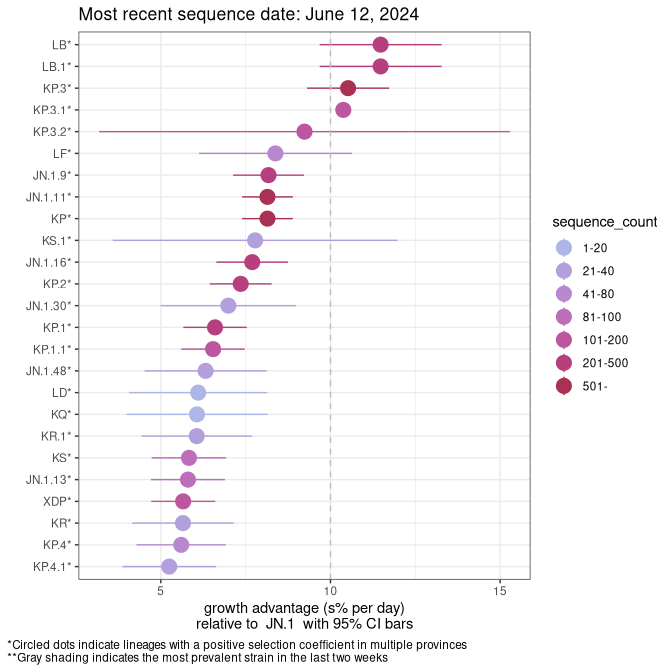 Most recent sequence date: June 12, 2024
LB*
LB.1*
KP.3*
KP.3.1*
KP.3.2*
LF*
JN.1.9*
JN.1.11*
KP*
KS.1*
JN.1.16*
KP.2*
JN.1.30*
KP.1*
KP.1.1*
JN.1.48*
LD*
KQ*
KR.1*
KS*
JN.1.13*
XDP*
KR*
KP.4*
KP.4.1*
5 10 15
growth advantage (s% per day)
relative to JN.1 with 95% CI bars
sequence_count
1-20
21-40
41-80
81-100
101-200
201-500
501-
*Circled dots indicate lineages with a positive selection coefficient in multiple provinces
**Gray shading indicates the most prevalent strain in the last two weeks